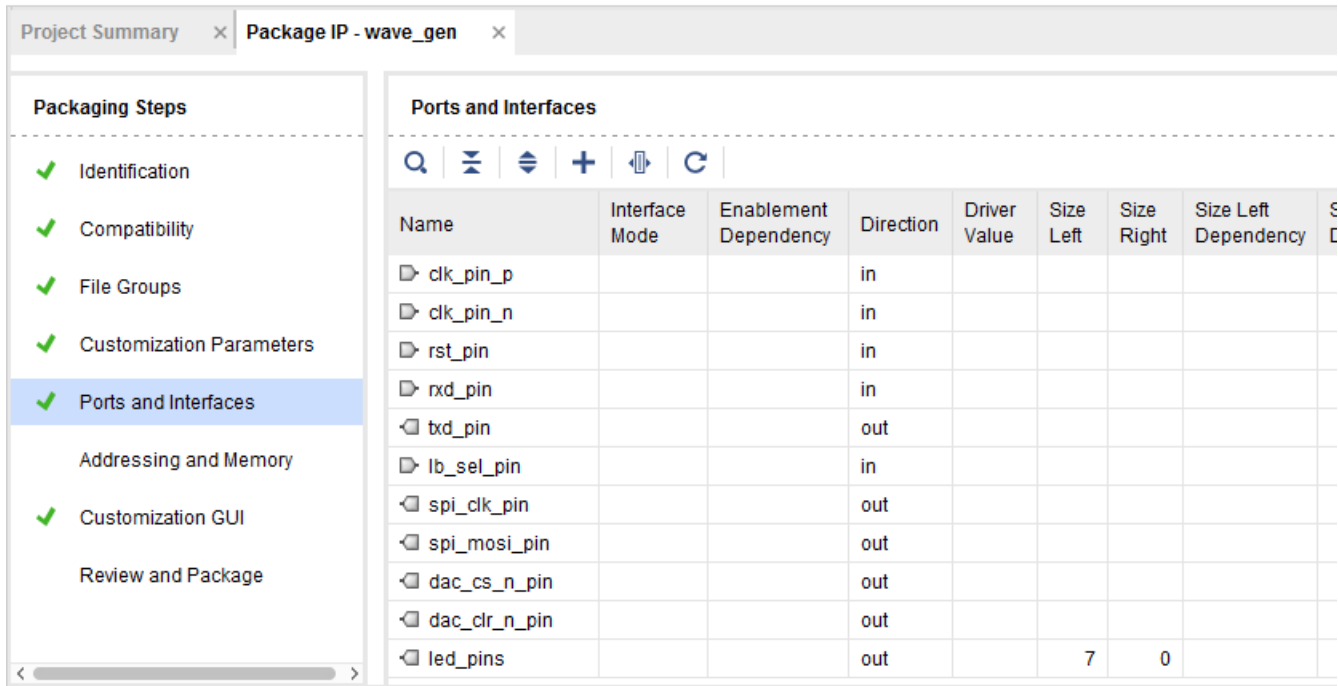 Project Summary × Package IP - wave_gen ×
Packaging Steps
Identification
Compatibility
File Groups
Customization Parameters
Ports and Interfaces
Addressing and Memory
Customization GUI
Review and Package
Ports and Interfaces
Name Interface Mode Enablement Dependency Direction Driver Value Size Left Size Right Size Left Dependency
clk_pin_p in
clk_pin_n in
rst_pin in
rxd_pin in
txd_pin out
lb_sel_pin in
spi_clk_pin out
spi_mosi_pin out
dac_cs_n_pin out
dac_clr_n_pin out
led_pins out 7 0